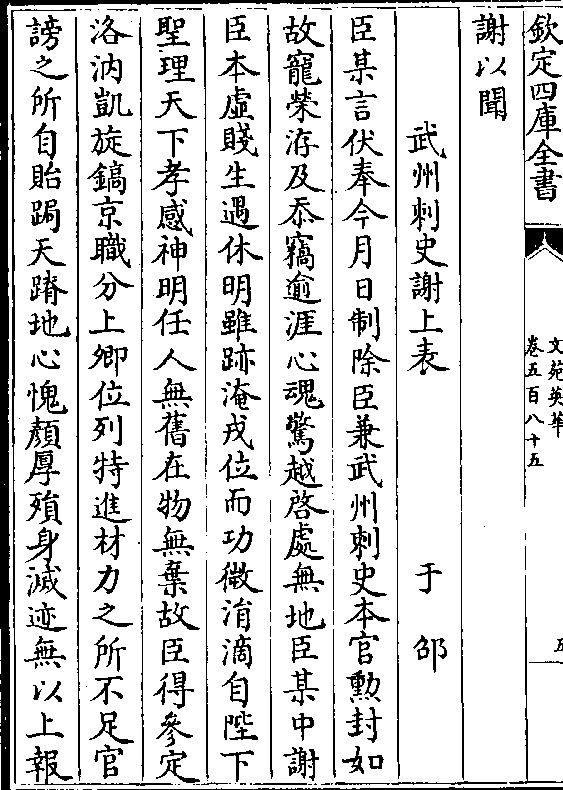 欽定四庫全書
文苑英華
卷五百八十五
五
謝以聞
武州刺史謝上表 于邵
臣某言伏奉今月日制除臣兼武州刺史本官勲封如
故寵榮洊及忝竊逾涯心魂驚越啓處無地臣某中謝
臣本虛賤生遇休明雖跡淹戎位而功微涓滴自陛下
聖理天下孝感神明任人無舊在物無棄故臣得參定
洛汭凱旋鎬京職分上卿位列特進材力之所不足官
謗之所自貽跼天蹐地心愧顏厚殞身滅迹無以上報